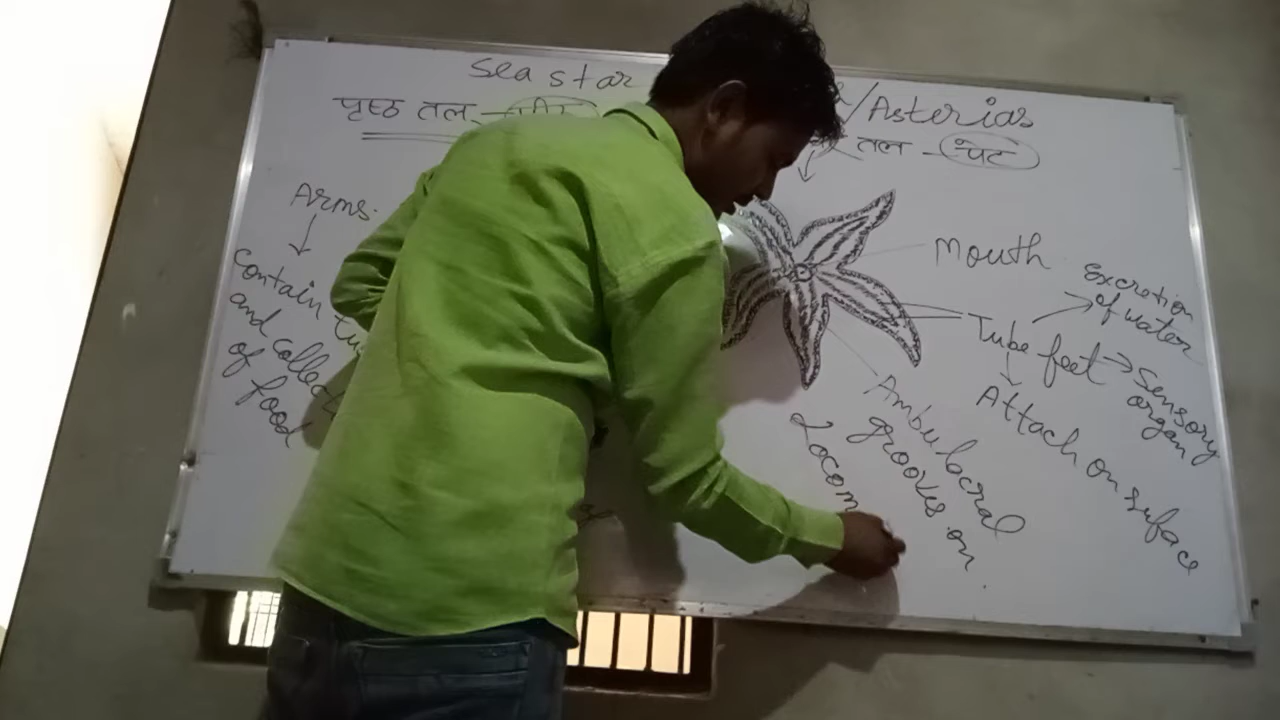 Sea star /Asterias
पृष्ठ तल - पीठ
तल - पेट
Arms.
Contain
and collect
of food
Mouth
Tube feet
Excretion
of water
Sensory
organ
Attach on surface
Ambulacral
grooves on
Locom